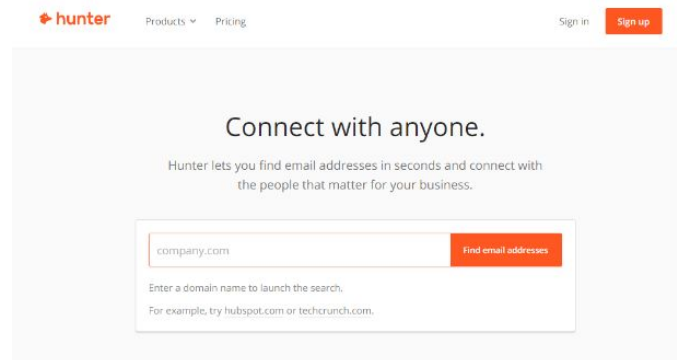 hunter
Products
Pricing
Sign in
Sign up
Connect with anyone.
Hunter lets you find email addresses in seconds and connect with
the people that matter for your business.
company.com
Find email addresses
Enter a domain name to launch the search.
For example, try hubspot.com or techcrunch.com.